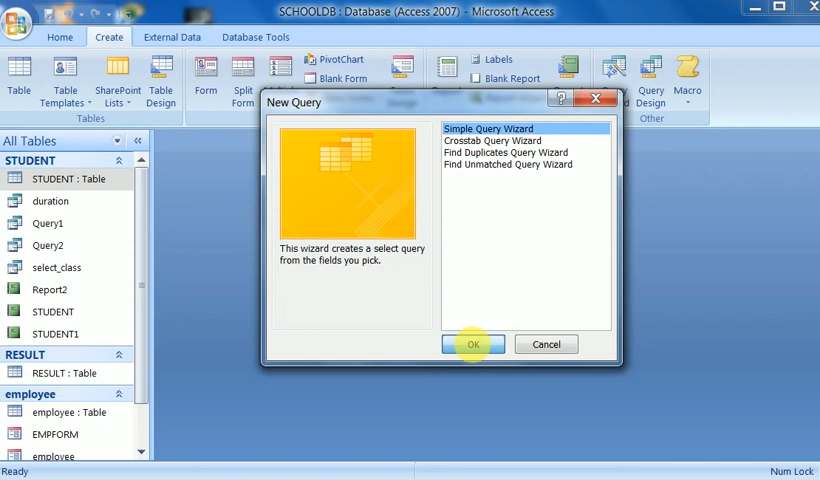 SCHOOLDB : Database (Access 2007) - Microsoft Access
Home Create External Data Database Tools
Table
Table Templates
SharePoint Lists
Table Design
Tables
Form
Split Form
PivotChart
Blank Form
Labels
Blank Report
Query Design
Macro
Other
All Tables
STUDENT
STUDENT : Table
duration
Query1
Query2
select_class
Report2
STUDENT
STUDENT1
RESULT
RESULT : Table
employee
employee : Table
EMPFORM
employee
New Query
This wizard creates a select query
from the fields you pick.
Simple Query Wizard
Crosstab Query Wizard
Find Duplicates Query Wizard
Find Unmatched Query Wizard
OK Cancel
Ready
Num Lock